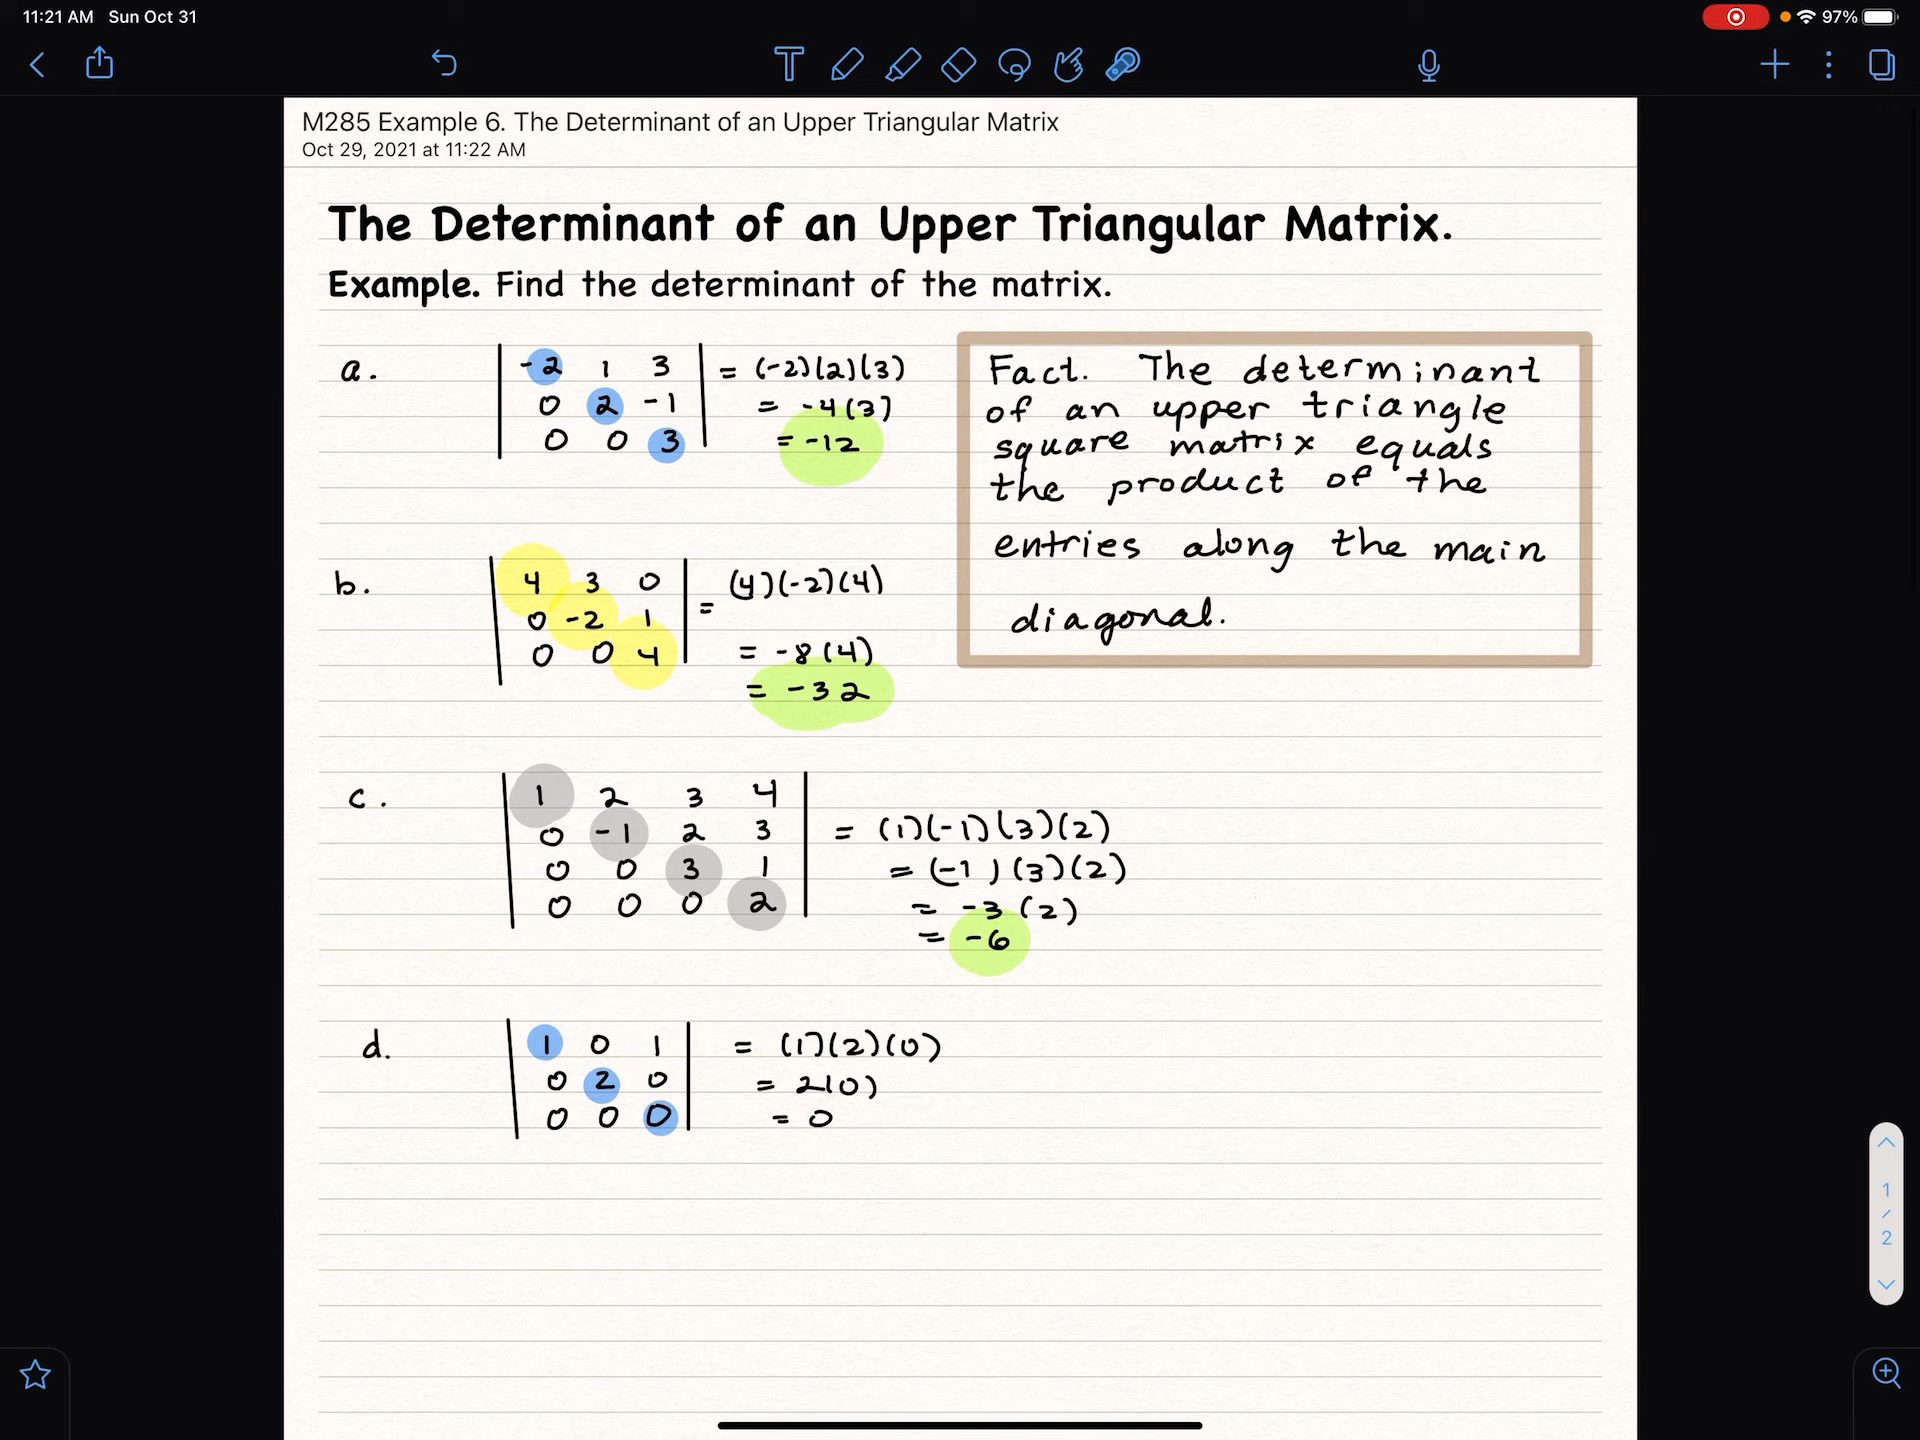 11:21 AM Sun Oct 31
97%
M285 Example 6. The Determinant of an Upper Triangular Matrix
Oct 29, 2021 at 11:22 AM
The Determinant of an Upper Triangular Matrix.
Example. Find the determinant of the matrix.
a.
| -2 1 3 | = (-2)(2)(3)
| 0 2 -1 | = -4(3)
| 0 0 3 | = -12
Fact. The determinant
of an upper triangle
square matrix equals
the product of the
entries along the main
diagonal.
b.
| 4 3 0 | = (4)(-2)(4)
| 0 -2 1 |
| 0 0 4 | = -8(4)
= -32
c.
| 1 2 3 4 |
| 0 -1 2 3 | = (1)(-1)(3)(2)
| 0 0 3 1 | = (-1)(3)(2)
| 0 0 0 2 | = -3(2)
= -6
d.
| 1 0 1 | = (1)(2)(0)
| 0 2 0 | = 2(0)
| 0 0 0 | = 0
1
/
2